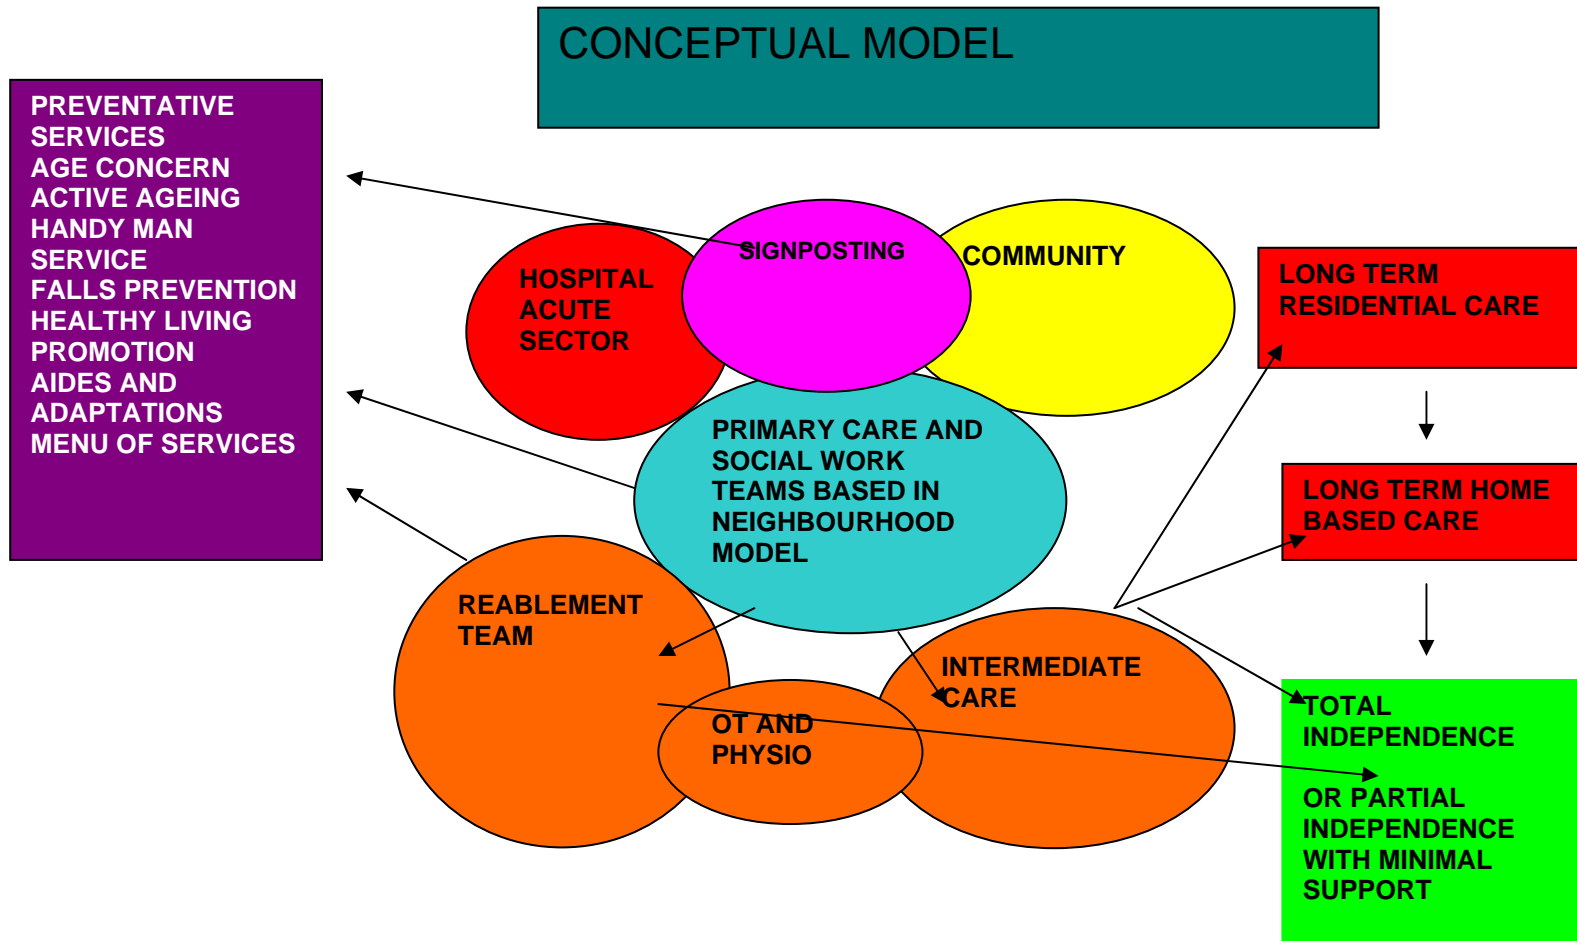 CONCEPTUAL MODEL
PREVENTATIVE
SERVICES
AGE CONCERN
ACTIVE AGEING
HANDY MAN
SERVICE
FALLS PREVENTION
HEALTHY LIVING
PROMOTION
AIDES AND
ADAPTATIONS
MENU OF SERVICES
SIGNPOSTING
COMMUNITY
HOSPITAL
ACUTE
SECTOR
LONG TERM
RESIDENTIAL CARE
PRIMARY CARE AND
SOCIAL WORK
TEAMS BASED IN
NEIGHBOURHOOD
MODEL
LONG TERM HOME
BASED CARE
REABLEMENT
TEAM
INTERMEDIATE
CARE
OT AND
PHYSIO
TOTAL
INDEPENDENCE
OR PARTIAL
INDEPENDENCE
WITH MINIMAL
SUPPORT